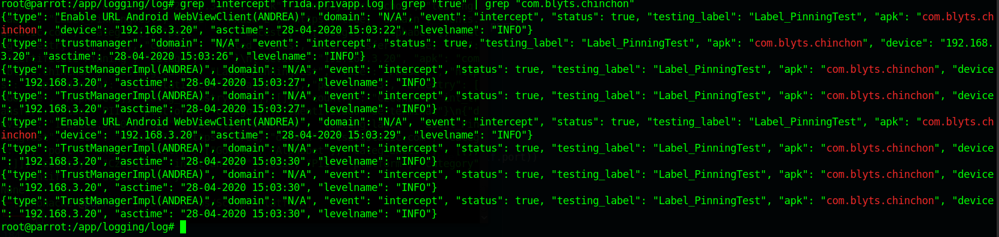 root@parrot:/app/logging/log# grep "intercept" frida.privapp.log | grep "true" | grep "com.blyts.chinchon"
{"type": "Enable URL Android WebViewClient(ANDREA)", "domain": "N/A", "event": "intercept", "status": true, "testing_label": "Label_PinningTest", "apk": "com.blyts.ch
inchon", "device": "192.168.3.20", "asctime": "28-04-2020 15:03:22", "levelname": "INFO"}
{"type": "trustmanager", "domain": "N/A", "event": "intercept", "status": true, "testing_label": "Label_PinningTest", "apk": "com.blyts.chinchon", "device": "192.168.
3.20", "asctime": "28-04-2020 15:03:26", "levelname": "INFO"}
{"type": "TrustManagerImpl(ANDREA)", "domain": "N/A", "event": "intercept", "status": true, "testing_label": "Label_PinningTest", "apk": "com.blyts.chinchon", "device
": "192.168.3.20", "asctime": "28-04-2020 15:03:27", "levelname": "INFO"}
{"type": "TrustManagerImpl(ANDREA)", "domain": "N/A", "event": "intercept", "status": true, "testing_label": "Label_PinningTest", "apk": "com.blyts.chinchon", "device
": "192.168.3.20", "asctime": "28-04-2020 15:03:27", "levelname": "INFO"}
{"type": "Enable URL Android WebViewClient(ANDREA)", "domain": "N/A", "event": "intercept", "status": true, "testing_label": "Label_PinningTest", "apk": "com.blyts.ch
inchon", "device": "192.168.3.20", "asctime": "28-04-2020 15:03:29", "levelname": "INFO"}
{"type": "TrustManagerImpl(ANDREA)", "domain": "N/A", "event": "intercept", "status": true, "testing_label": "Label_PinningTest", "apk": "com.blyts.chinchon", "device
": "192.168.3.20", "asctime": "28-04-2020 15:03:30", "levelname": "INFO"}
{"type": "TrustManagerImpl(ANDREA)", "domain": "N/A", "event": "intercept", "status": true, "testing_label": "Label_PinningTest", "apk": "com.blyts.chinchon", "device
": "192.168.3.20", "asctime": "28-04-2020 15:03:30", "levelname": "INFO"}
{"type": "TrustManagerImpl(ANDREA)", "domain": "N/A", "event": "intercept", "status": true, "testing_label": "Label_PinningTest", "apk": "com.blyts.chinchon", "device
": "192.168.3.20", "asctime": "28-04-2020 15:03:30", "levelname": "INFO"}
root@parrot:/app/logging/log#